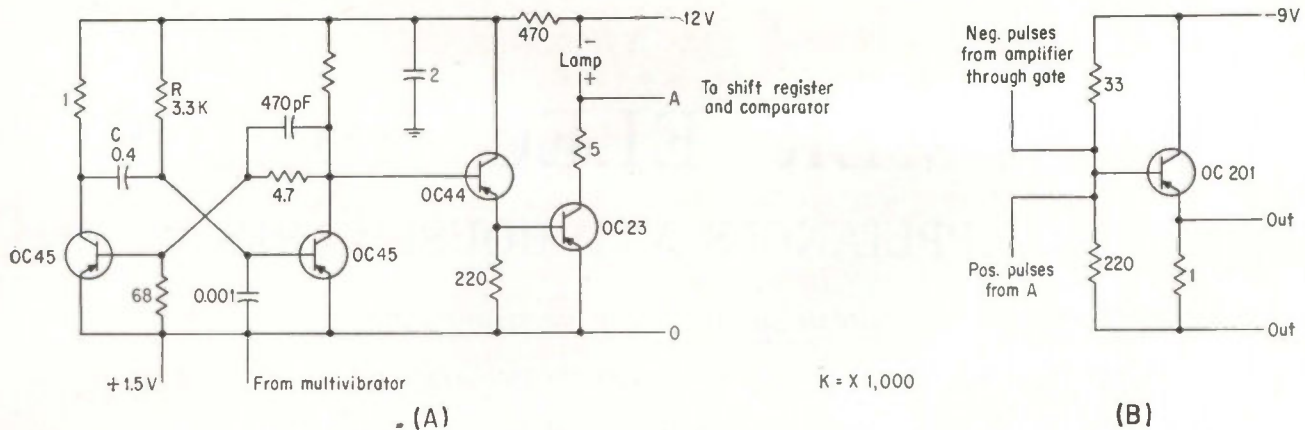 -12V
470
-
Lamp
+
1
R
3.3 K
470 pF
2
A
To shift register
and comparator
C
0.4
4.7
OC44
5
OC45
OC45
OC23
68
0.001
220
0
+1.5 V
From multivibrator
(A)
K = X 1,000
-9V
Neg. pulses
from amplifier
through gate
33
OC 201
Out
Pos. pulses
from A
220
1
Out
(B)